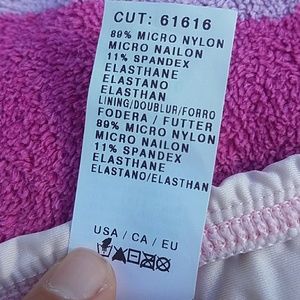 CUT: 61616
89% MICRO NYLON
MICRO NAILON
11% SPANDEX
ELASTHANE
ELASTANO
ELASTHAN
LINING/DOUBLUR/FORRO
FODERA / FUTTER
89% MICRO NYLON
MICRO NAILON
11% SPANDEX
ELASTHANE
ELASTANO/ELASTHAN
USA / CA / EU